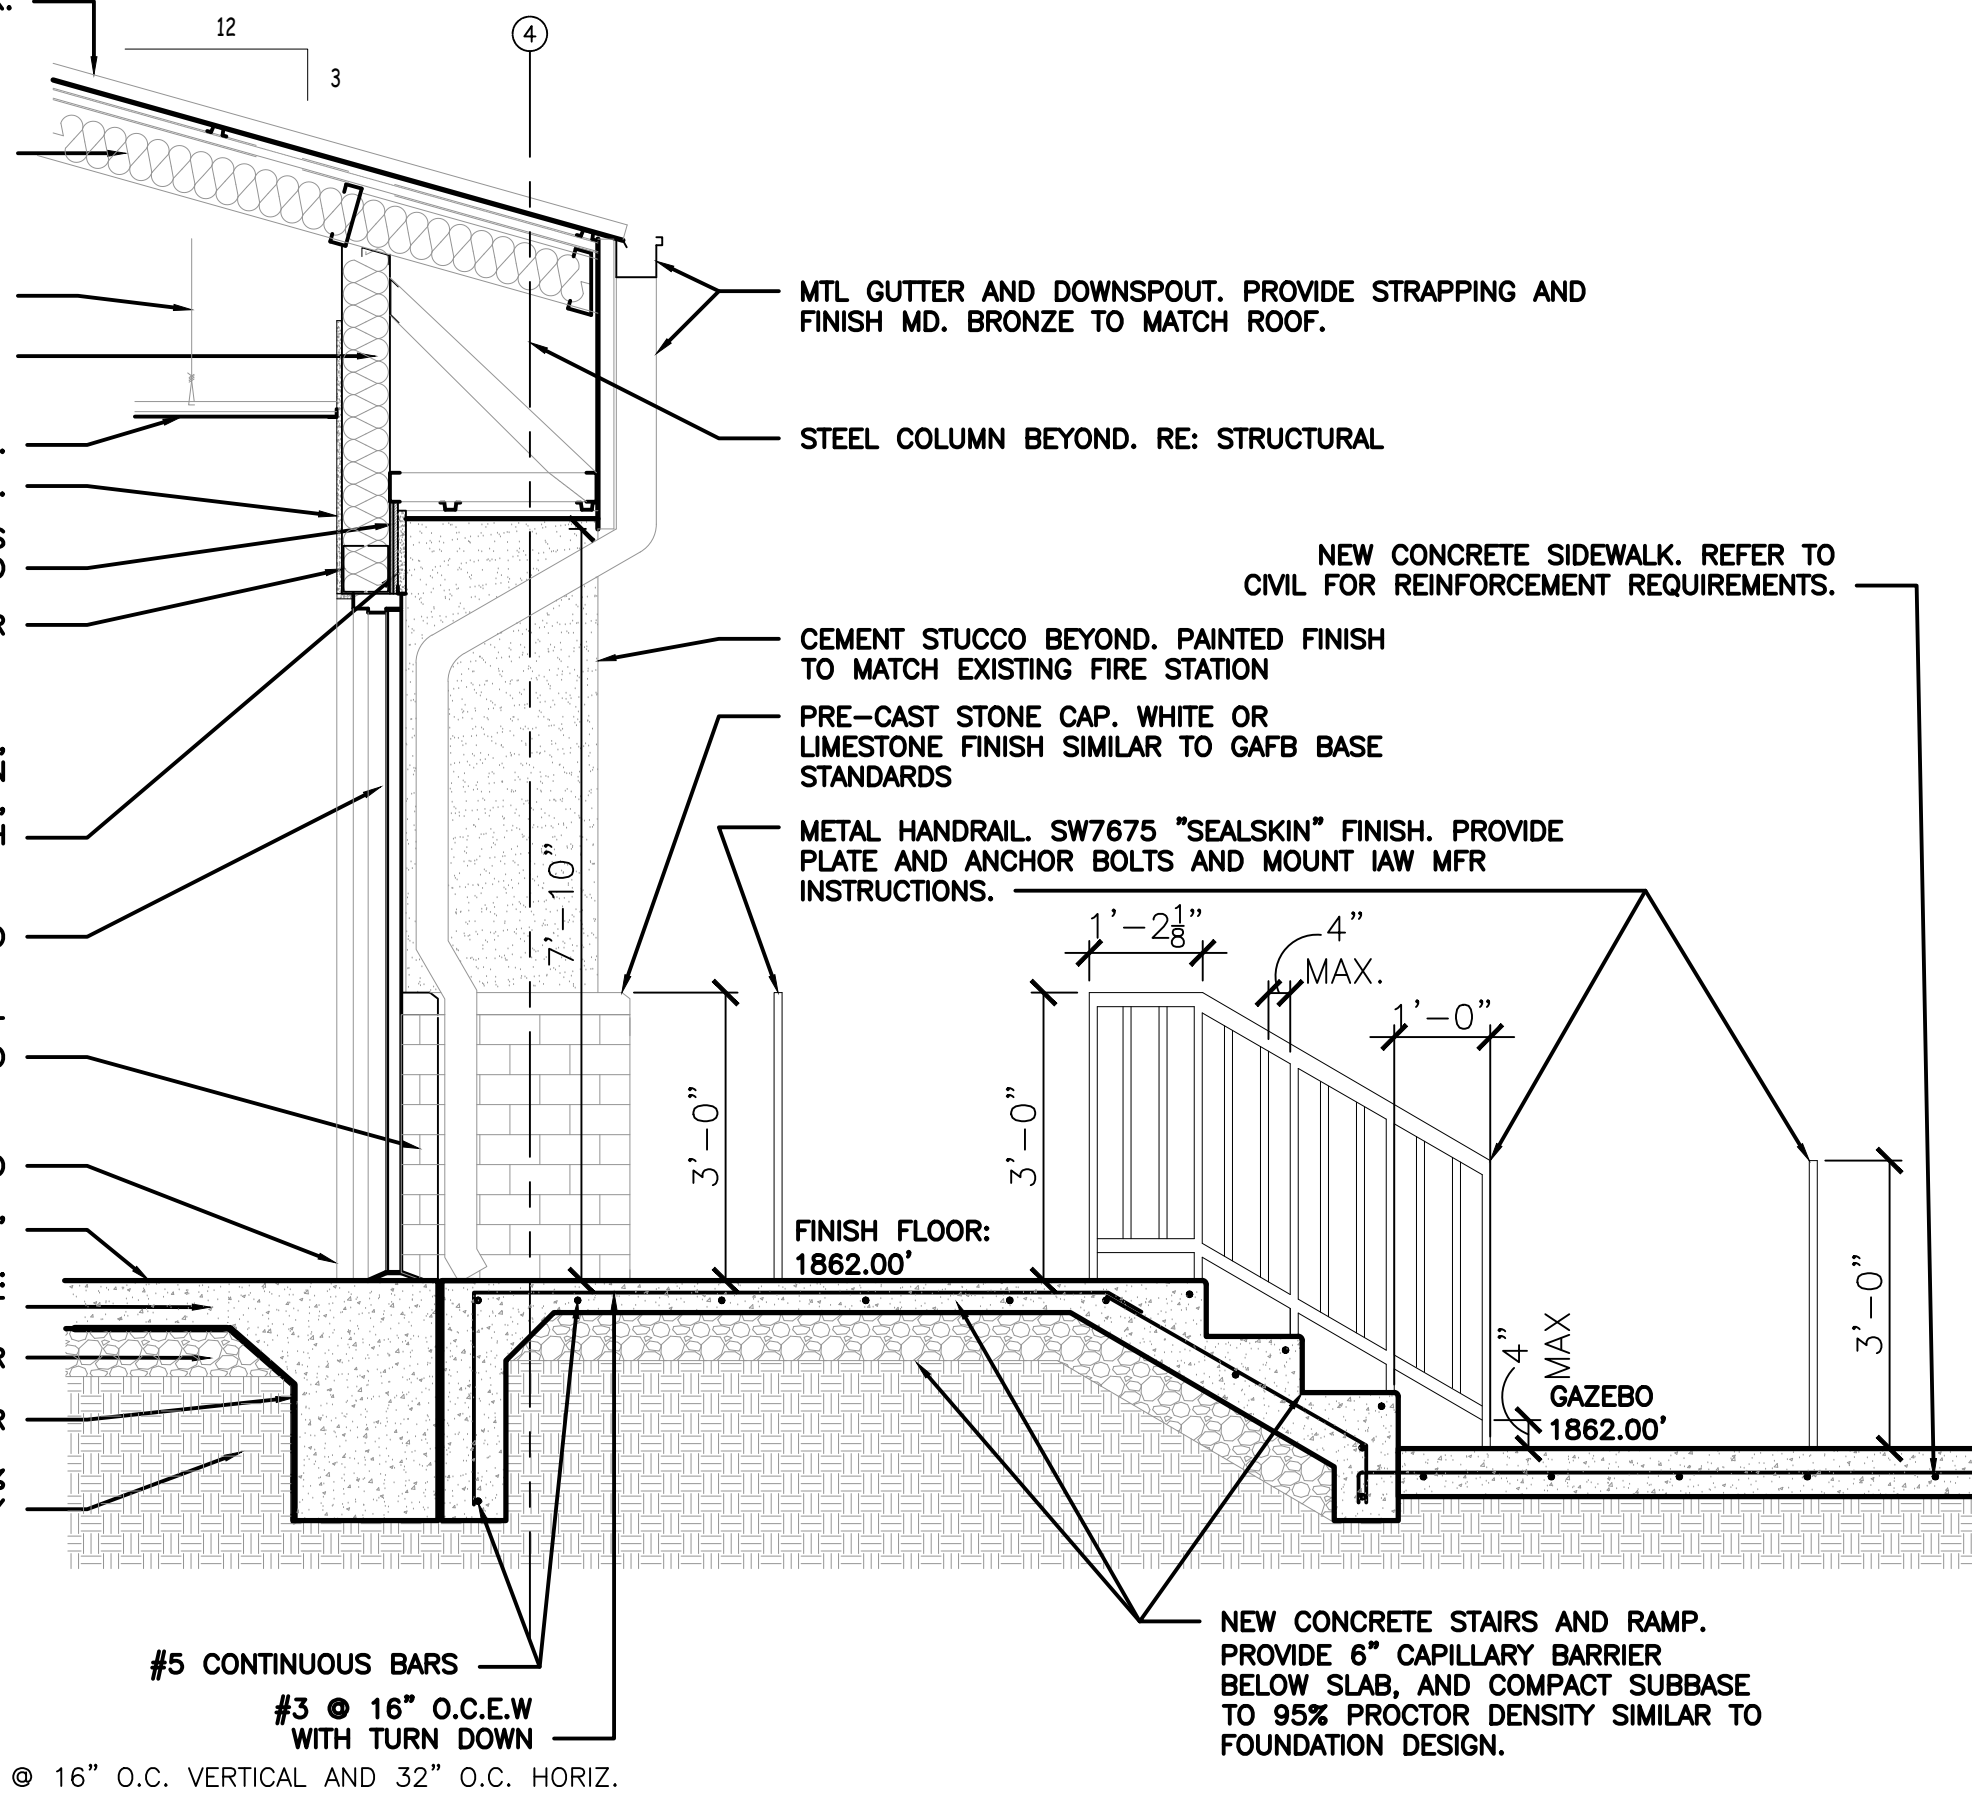 12
3
4
MTL GUTTER AND DOWNSPOUT. PROVIDE STRAPPING AND
FINISH MD. BRONZE TO MATCH ROOF.
STEEL COLUMN BEYOND. RE: STRUCTURAL
NEW CONCRETE SIDEWALK. REFER TO
CIVIL FOR REINFORCEMENT REQUIREMENTS.
CEMENT STUCCO BEYOND. PAINTED FINISH
TO MATCH EXISTING FIRE STATION
PRE-CAST STONE CAP. WHITE OR
LIMESTONE FINISH SIMILAR TO GAFB BASE
STANDARDS
METAL HANDRAIL. SW7675 "SEALSKIN" FINISH. PROVIDE
PLATE AND ANCHOR BOLTS AND MOUNT IAW MFR
INSTRUCTIONS.
7'-10"
1'-2⅛"
4"
MAX.
1'-0"
3'-0"
3'-0"
3'-0"
FINISH FLOOR:
1862.00'
4"
MAX
GAZEBO
1862.00'
#5 CONTINUOUS BARS
#3 @ 16" O.C.E.W
WITH TURN DOWN
NEW CONCRETE STAIRS AND RAMP.
PROVIDE 6" CAPILLARY BARRIER
BELOW SLAB, AND COMPACT SUBBASE
TO 95% PROCTOR DENSITY SIMILAR TO
FOUNDATION DESIGN.
@ 16" O.C. VERTICAL AND 32" O.C. HORIZ.